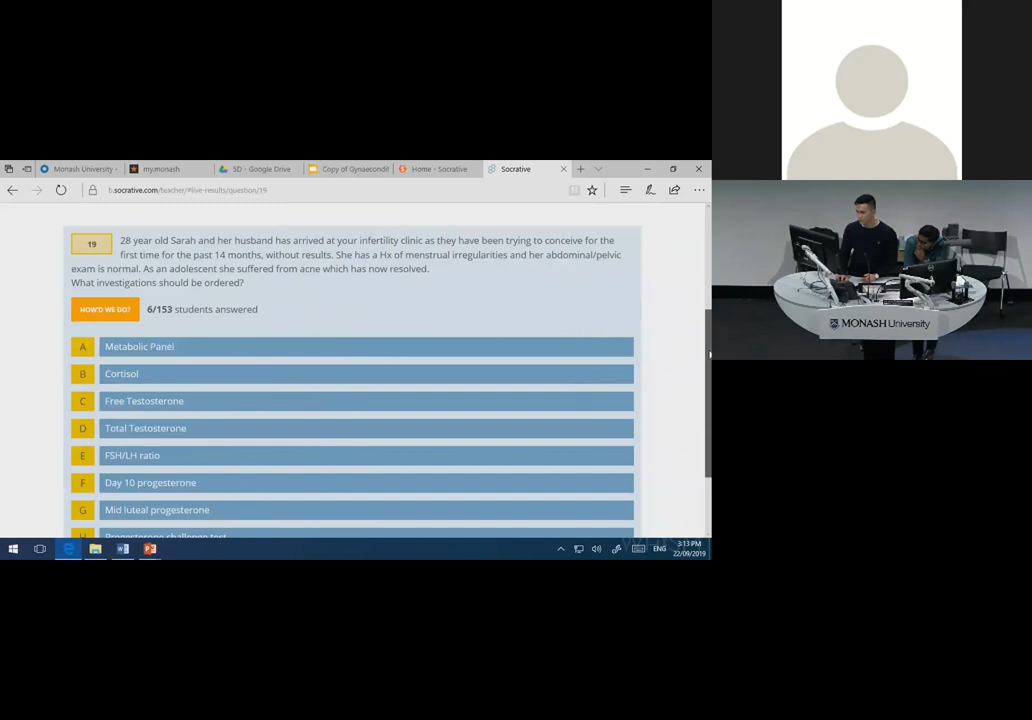 Monash University -
my.monash
5D - Google Drive
Copy of Gynaecondit
Home - Socrative
Socrative
b.socrative.com/teacher/#live-results/question/19
19
28 year old Sarah and her husband has arrived at your infertility clinic as they have been trying to conceive for the
first time for the past 14 months, without results. She has a Hx of menstrual irregularities and her abdominal/pelvic
exam is normal. As an adolescent she suffered from acne which has now resolved.
What investigations should be ordered?
HOW'D WE DO?
6/153 students answered
A Metabolic Panel
B Cortisol
C Free Testosterone
D Total Testosterone
E FSH/LH ratio
F Day 10 progesterone
G Mid luteal progesterone
H Progesterone challenge test
ENG
3:13 PM
22/09/2019
MONASH University